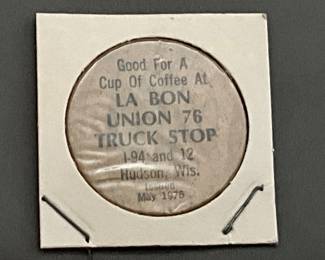 Good For A
Cup Of Coffee At
LA BON
UNION 76
TRUCK STOP
I-94 and 12
Hudson, Wis.
Issued
May 1976